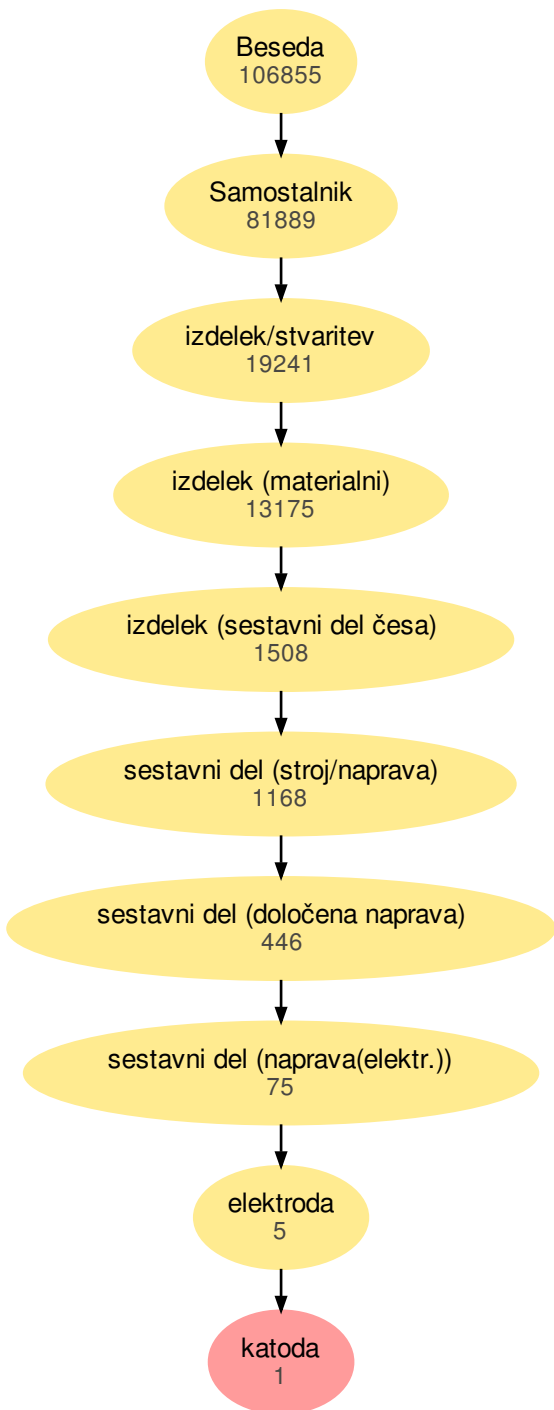 Beseda
106855
Samostalnik
81889
izdelek/stvaritev
19241
izdelek (materialni)
13175
izdelek (sestavni del česa)
1508
sestavni del (stroj/naprava)
1168
sestavni del (določena naprava)
446
sestavni del (naprava(elektr.))
75
elektroda
5
katoda
1